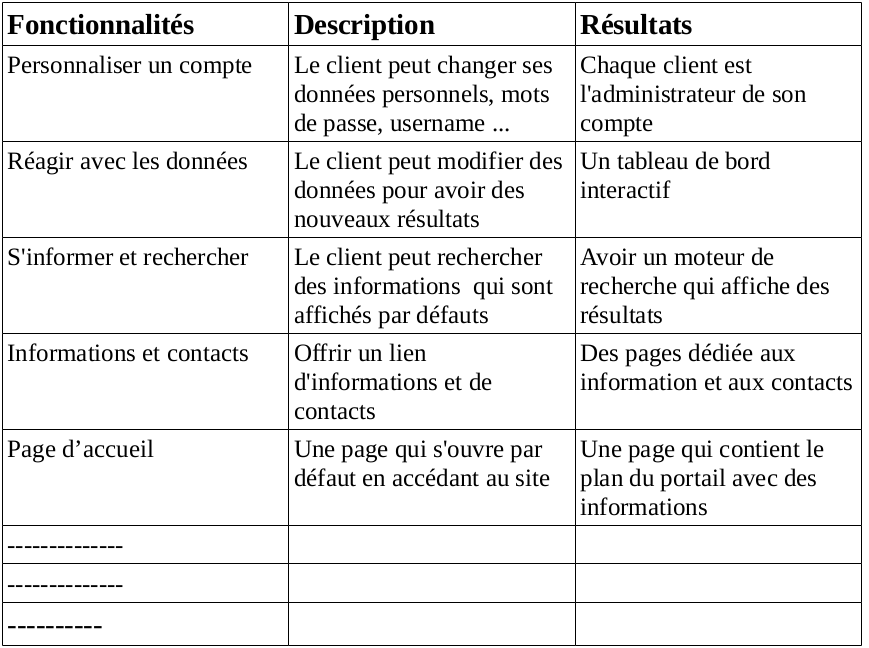 Fonctionnalités Description Résultats
Personnaliser un compte Le client peut changer ses Chaque client est
données personnels, mots l'administrateur de son
de passe, username ... compte
Réagir avec les données Le client peut modifier des Un tableau de bord
données pour avoir des interactif
nouveaux résultats
S'informer et rechercher Le client peut rechercher Avoir un moteur de
des informations  qui sont recherche qui affiche des
affichés par défauts résultats
Informations et contacts Offrir un lien Des pages dédiée aux
d'informations et de information et aux contacts
contacts
Page d’accueil Une page qui s'ouvre par Une page qui contient le
défaut en accédant au site plan du portail avec des
informations
--------------
--------------
----------